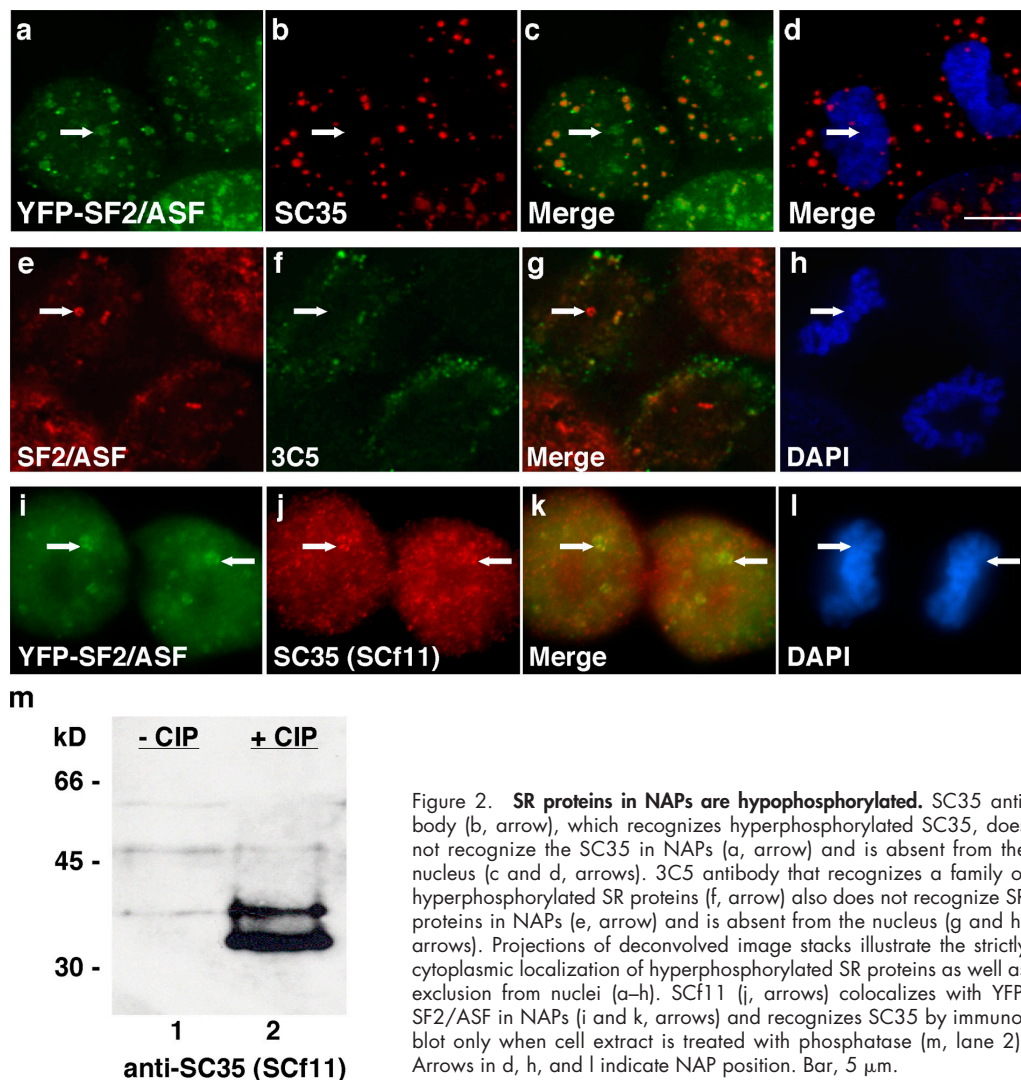 a b c d
YFP-SF2/ASF SC35 Merge Merge
e f g h
SF2/ASF 3C5 Merge DAPI
i j k l
YFP-SF2/ASF SC35 (SCf11) Merge DAPI
m
kD - CIP + CIP
66 -
45 -
30 -
1 2
anti-SC35 (SCf11)
Figure 2. SR proteins in NAPs are hypophosphorylated. SC35 anti
body (b, arrow), which recognizes hyperphosphorylated SC35, does
not recognize the SC35 in NAPs (a, arrow) and is absent from the
nucleus (c and d, arrows). 3C5 antibody that recognizes a family o
hyperphosphorylated SR proteins (f, arrow) also does not recognize SR
proteins in NAPs (e, arrow) and is absent from the nucleus (g and h
arrows). Projections of deconvolved image stacks illustrate the strictly
cytoplasmic localization of hyperphosphorylated SR proteins as well as
exclusion from nuclei (a–h). SCf11 (j, arrows) colocalizes with YFP
SF2/ASF in NAPs (i and k, arrows) and recognizes SC35 by immuno
blot only when cell extract is treated with phosphatase (m, lane 2)
Arrows in d, h, and l indicate NAP position. Bar, 5 μm.